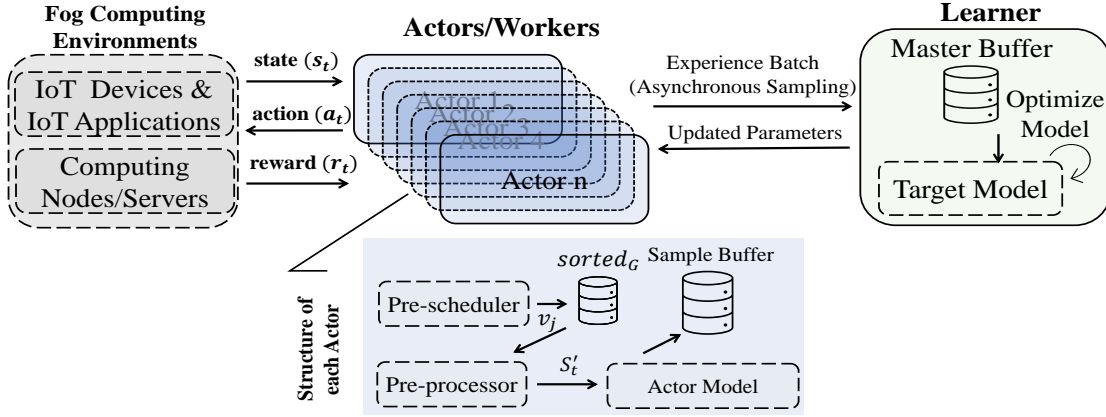 Fog Computing
Environments
IoT Devices &
IoT Applications
Computing
Nodes/Servers
state (s_t)
action (a_t)
reward (r_t)
Actors/Workers
Actor 1
Actor 2
Actor 3
Actor 4
Actor n
Experience Batch
(Asynchronous Sampling)
Updated Parameters
Learner
Master Buffer
Optimize
Model
Target Model
Structure of
each Actor
Pre-scheduler
v_j
sorted_G
Sample Buffer
Pre-processor
S'_t
Actor Model